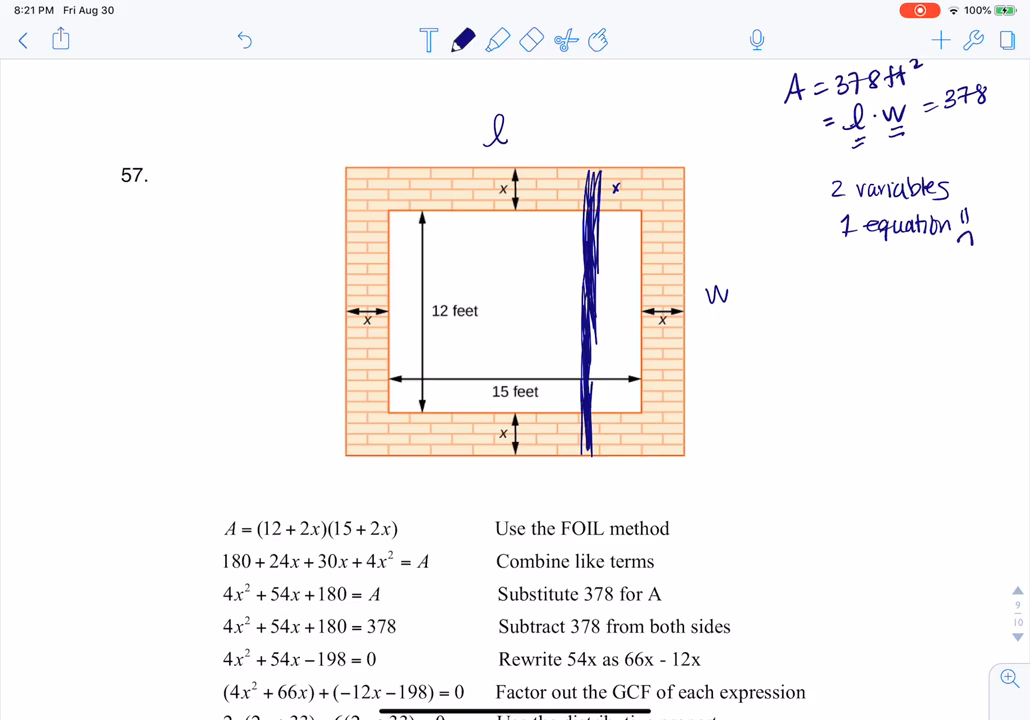 8:21 PM Fri Aug 30
100%
T
A = 378 ft²
= l · w = 378
l
57.
x
x
2 variables
1 equation !!
w
12 feet
x
x
15 feet
x
A = (12 + 2x)(15 + 2x) Use the FOIL method
180 + 24x + 30x + 4x² = A Combine like terms
4x² + 54x + 180 = A Substitute 378 for A
4x² + 54x + 180 = 378 Subtract 378 from both sides
4x² + 54x − 198 = 0 Rewrite 54x as 66x - 12x
(4x² + 66x) + (−12x − 198) = 0 Factor out the GCF of each expression
9
10